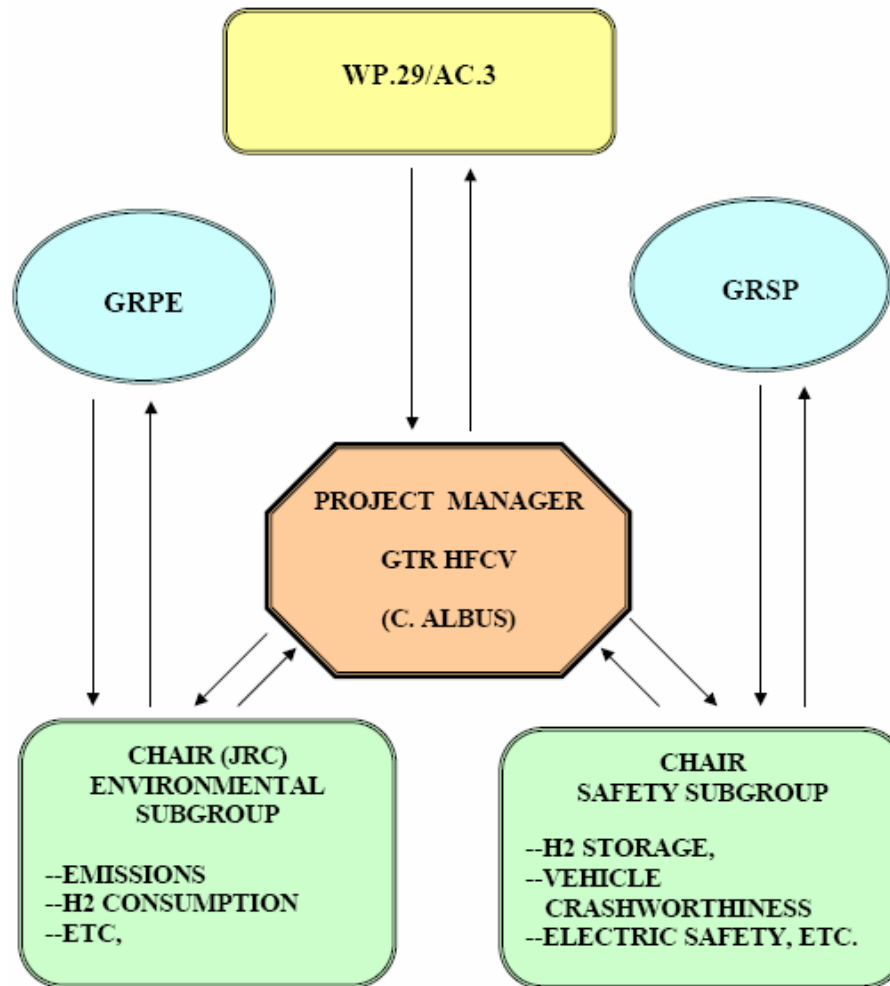 WP.29/AC.3
GRPE
GRSP
PROJECT MANAGER
GTR HFCV
(C. ALBUS)
CHAIR (JRC)
ENVIRONMENTAL
SUBGROUP
--EMISSIONS
--H2 CONSUMPTION
--ETC,
CHAIR
SAFETY SUBGROUP
--H2 STORAGE,
--VEHICLE
CRASHWORTHINESS
--ELECTRIC SAFETY, ETC.